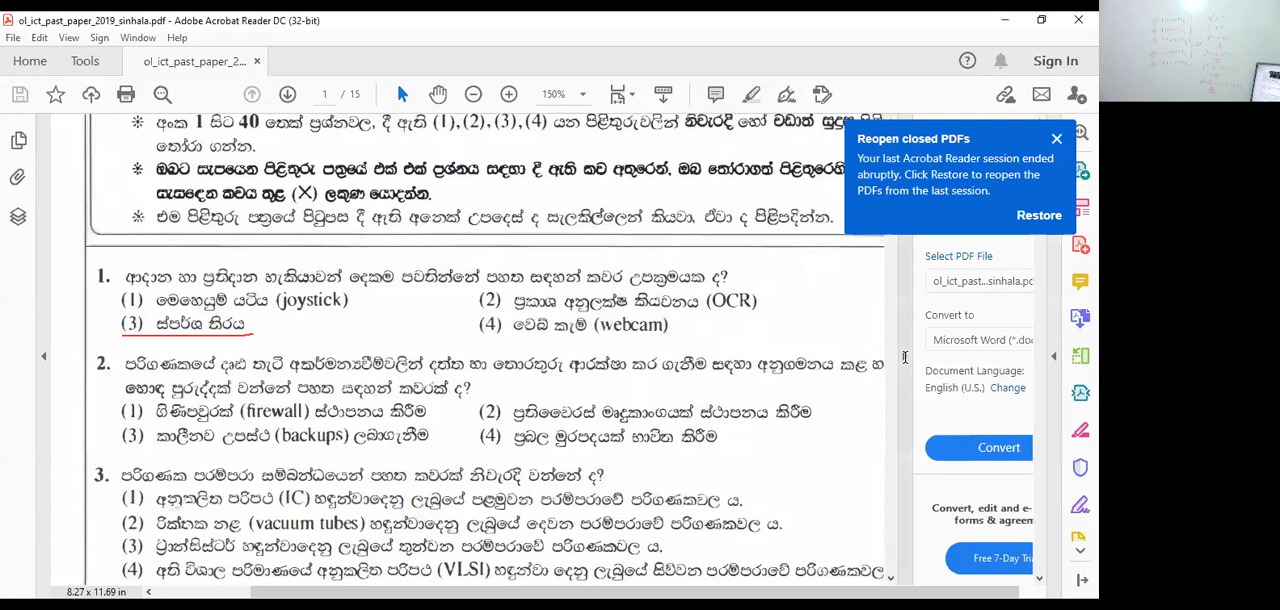 ol_ict_past_paper_2019_sinhala.pdf - Adobe Acrobat Reader DC (32-bit)
File Edit View Sign Window Help
Home Tools ol_ict_past_paper_2... × Sign In
1 / 15 150%
Reopen closed PDFs
Your last Acrobat Reader session ended
abruptly. Click Restore to reopen the
PDFs from the last session.
Restore
✻ අංක 1 සිට 40 තෙක් ප්‍රශ්නවල, දී ඇති (1), (2), (3), (4) යන පිළිතුරුවලින් නිවැරදි හෝ වඩාත්
තෝරා ගන්න.
✻ ඔබට සැපයෙන පිළිතුරු පත්‍රයේ එක් එක් ප්‍රශ්නය සඳහා දී ඇති කව අතුරෙන්, ඔබ තෝරාගත් පිළිතුරෙහි
සැසඳෙන කවය තුළ (×) ලකුණ යොදන්න.
✻ එම පිළිතුරු පත්‍රයේ පිටුපස දී ඇති අනෙක් උපදෙස් ද සැලකිල්ලෙන් කියවා, ඒවා ද පිළිපදින්න.
1. ආදාන හා ප්‍රතිදාන හැකියාවන් දෙකම පවතින්නේ පහත සඳහන් කවර උපක්‍රමයක ද?
(1) මෙහෙයුම් යටිය (joystick) (2) ප්‍රකාශ අනුලක්ෂ කියවනය (OCR)
(3) ස්පර්ශ තිරය (4) වෙබ් කැම් (webcam)
2. පරිගණකයේ දෘඪ තැටි අකර්මන්‍යවීම්වලින් දත්ත හා තොරතුරු ආරක්ෂා කර ගැනීම සඳහා අනුගමනය කළ හ
හොඳ පුරුද්දක් වන්නේ පහත සඳහන් කවරක් ද?
(1) ගිණිපවුරක් (firewall) ස්ථාපනය කිරීම (2) ප්‍රතිවෛරස් මෘදුකාංගයක් ස්ථාපනය කිරීම
(3) කාලීනව උපස්ථ (backups) ලබාගැනීම (4) ප්‍රබල මුරපදයක් භාවිත කිරීම
3. පරිගණක පරම්පරා සම්බන්ධයෙන් පහත කවරක් නිවැරදි වන්නේ ද?
(1) අනුකලිත පරිපථ (IC) හඳුන්වාදෙනු ලැබුයේ පළමුවන පරම්පරාවේ පරිගණකවල ය.
(2) රික්තක නළ (vacuum tubes) හඳුන්වාදෙනු ලැබුයේ දෙවන පරම්පරාවේ පරිගණකවල ය.
(3) ට්‍රාන්සිස්ටර් හඳුන්වාදෙනු ලැබුයේ තුන්වන පරම්පරාවේ පරිගණකවල ය.
(4) අති විශාල පරිමාණයේ අනුකලිත පරිපථ (VLSI) හඳුන්වා දෙනු ලැබුයේ සිව්වන පරම්පරාවේ පරිගණකවල
Select PDF File
ol_ict_past...sinhala.pdf
Convert to
Microsoft Word (*.doc
Document Language:
English (U.S.) Change
Convert
Convert, edit and e-
forms & agreem
Free 7-Day Tria
8.27 x 11.69 in